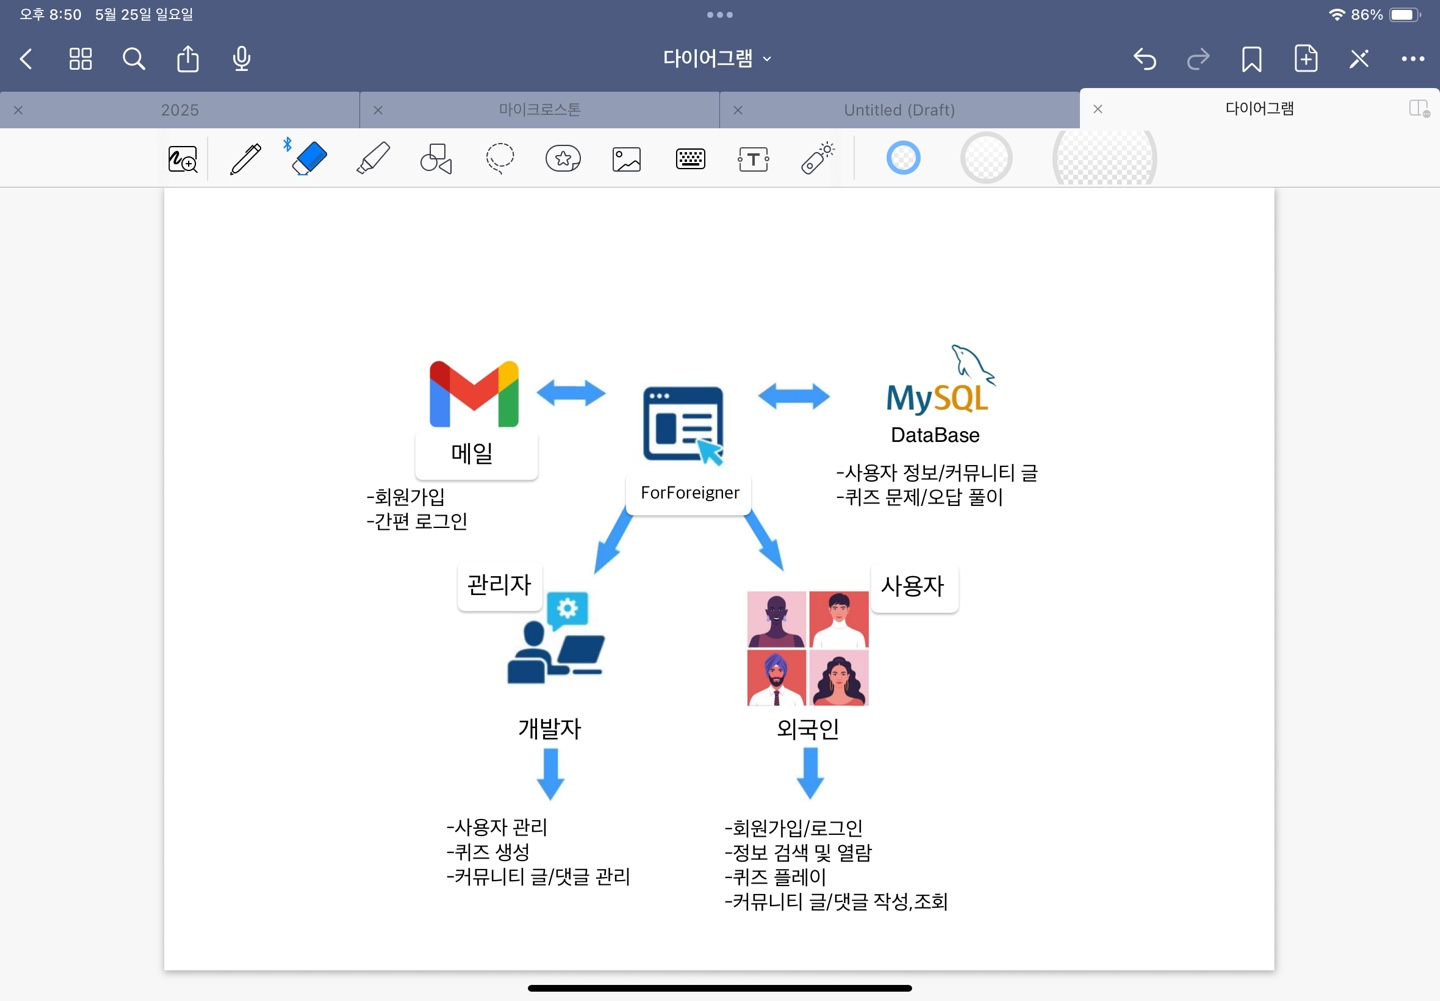 오후 8:50 5월 25일 일요일
86%
다이어그램
2025
마이크로스톤
Untitled (Draft)
다이어그램
T
MySQL
DataBase
메일
-사용자 정보/커뮤니티 글
-퀴즈 문제/오답 풀이
ForForeigner
-회원가입
-간편 로그인
관리자
사용자
개발자
외국인
-사용자 관리
-퀴즈 생성
-커뮤니티 글/댓글 관리
-회원가입/로그인
-정보 검색 및 열람
-퀴즈 플레이
-커뮤니티 글/댓글 작성,조회